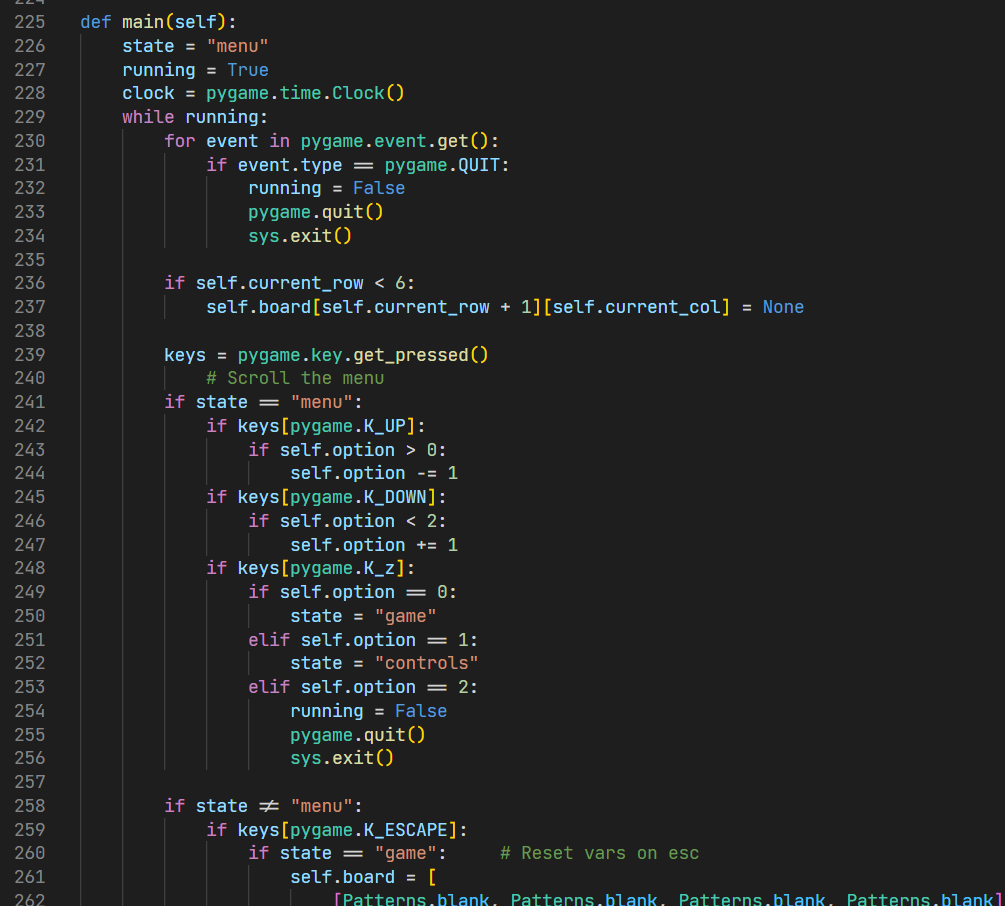 224
225 def main(self):
226 state = "menu"
227 running = True
228 clock = pygame.time.Clock()
229 while running:
230 for event in pygame.event.get():
231 if event.type == pygame.QUIT:
232 running = False
233 pygame.quit()
234 sys.exit()
235
236 if self.current_row < 6:
237 self.board[self.current_row + 1][self.current_col] = None
238
239 keys = pygame.key.get_pressed()
240 # Scroll the menu
241 if state == "menu":
242 if keys[pygame.K_UP]:
243 if self.option > 0:
244 self.option -= 1
245 if keys[pygame.K_DOWN]:
246 if self.option < 2:
247 self.option += 1
248 if keys[pygame.K_z]:
249 if self.option == 0:
250 state = "game"
251 elif self.option == 1:
252 state = "controls"
253 elif self.option == 2:
254 running = False
255 pygame.quit()
256 sys.exit()
257
258 if state != "menu":
259 if keys[pygame.K_ESCAPE]:
260 if state == "game": # Reset vars on esc
261 self.board = [
262 [Patterns.blank, Patterns.blank, Patterns.blank, Patterns.blank]